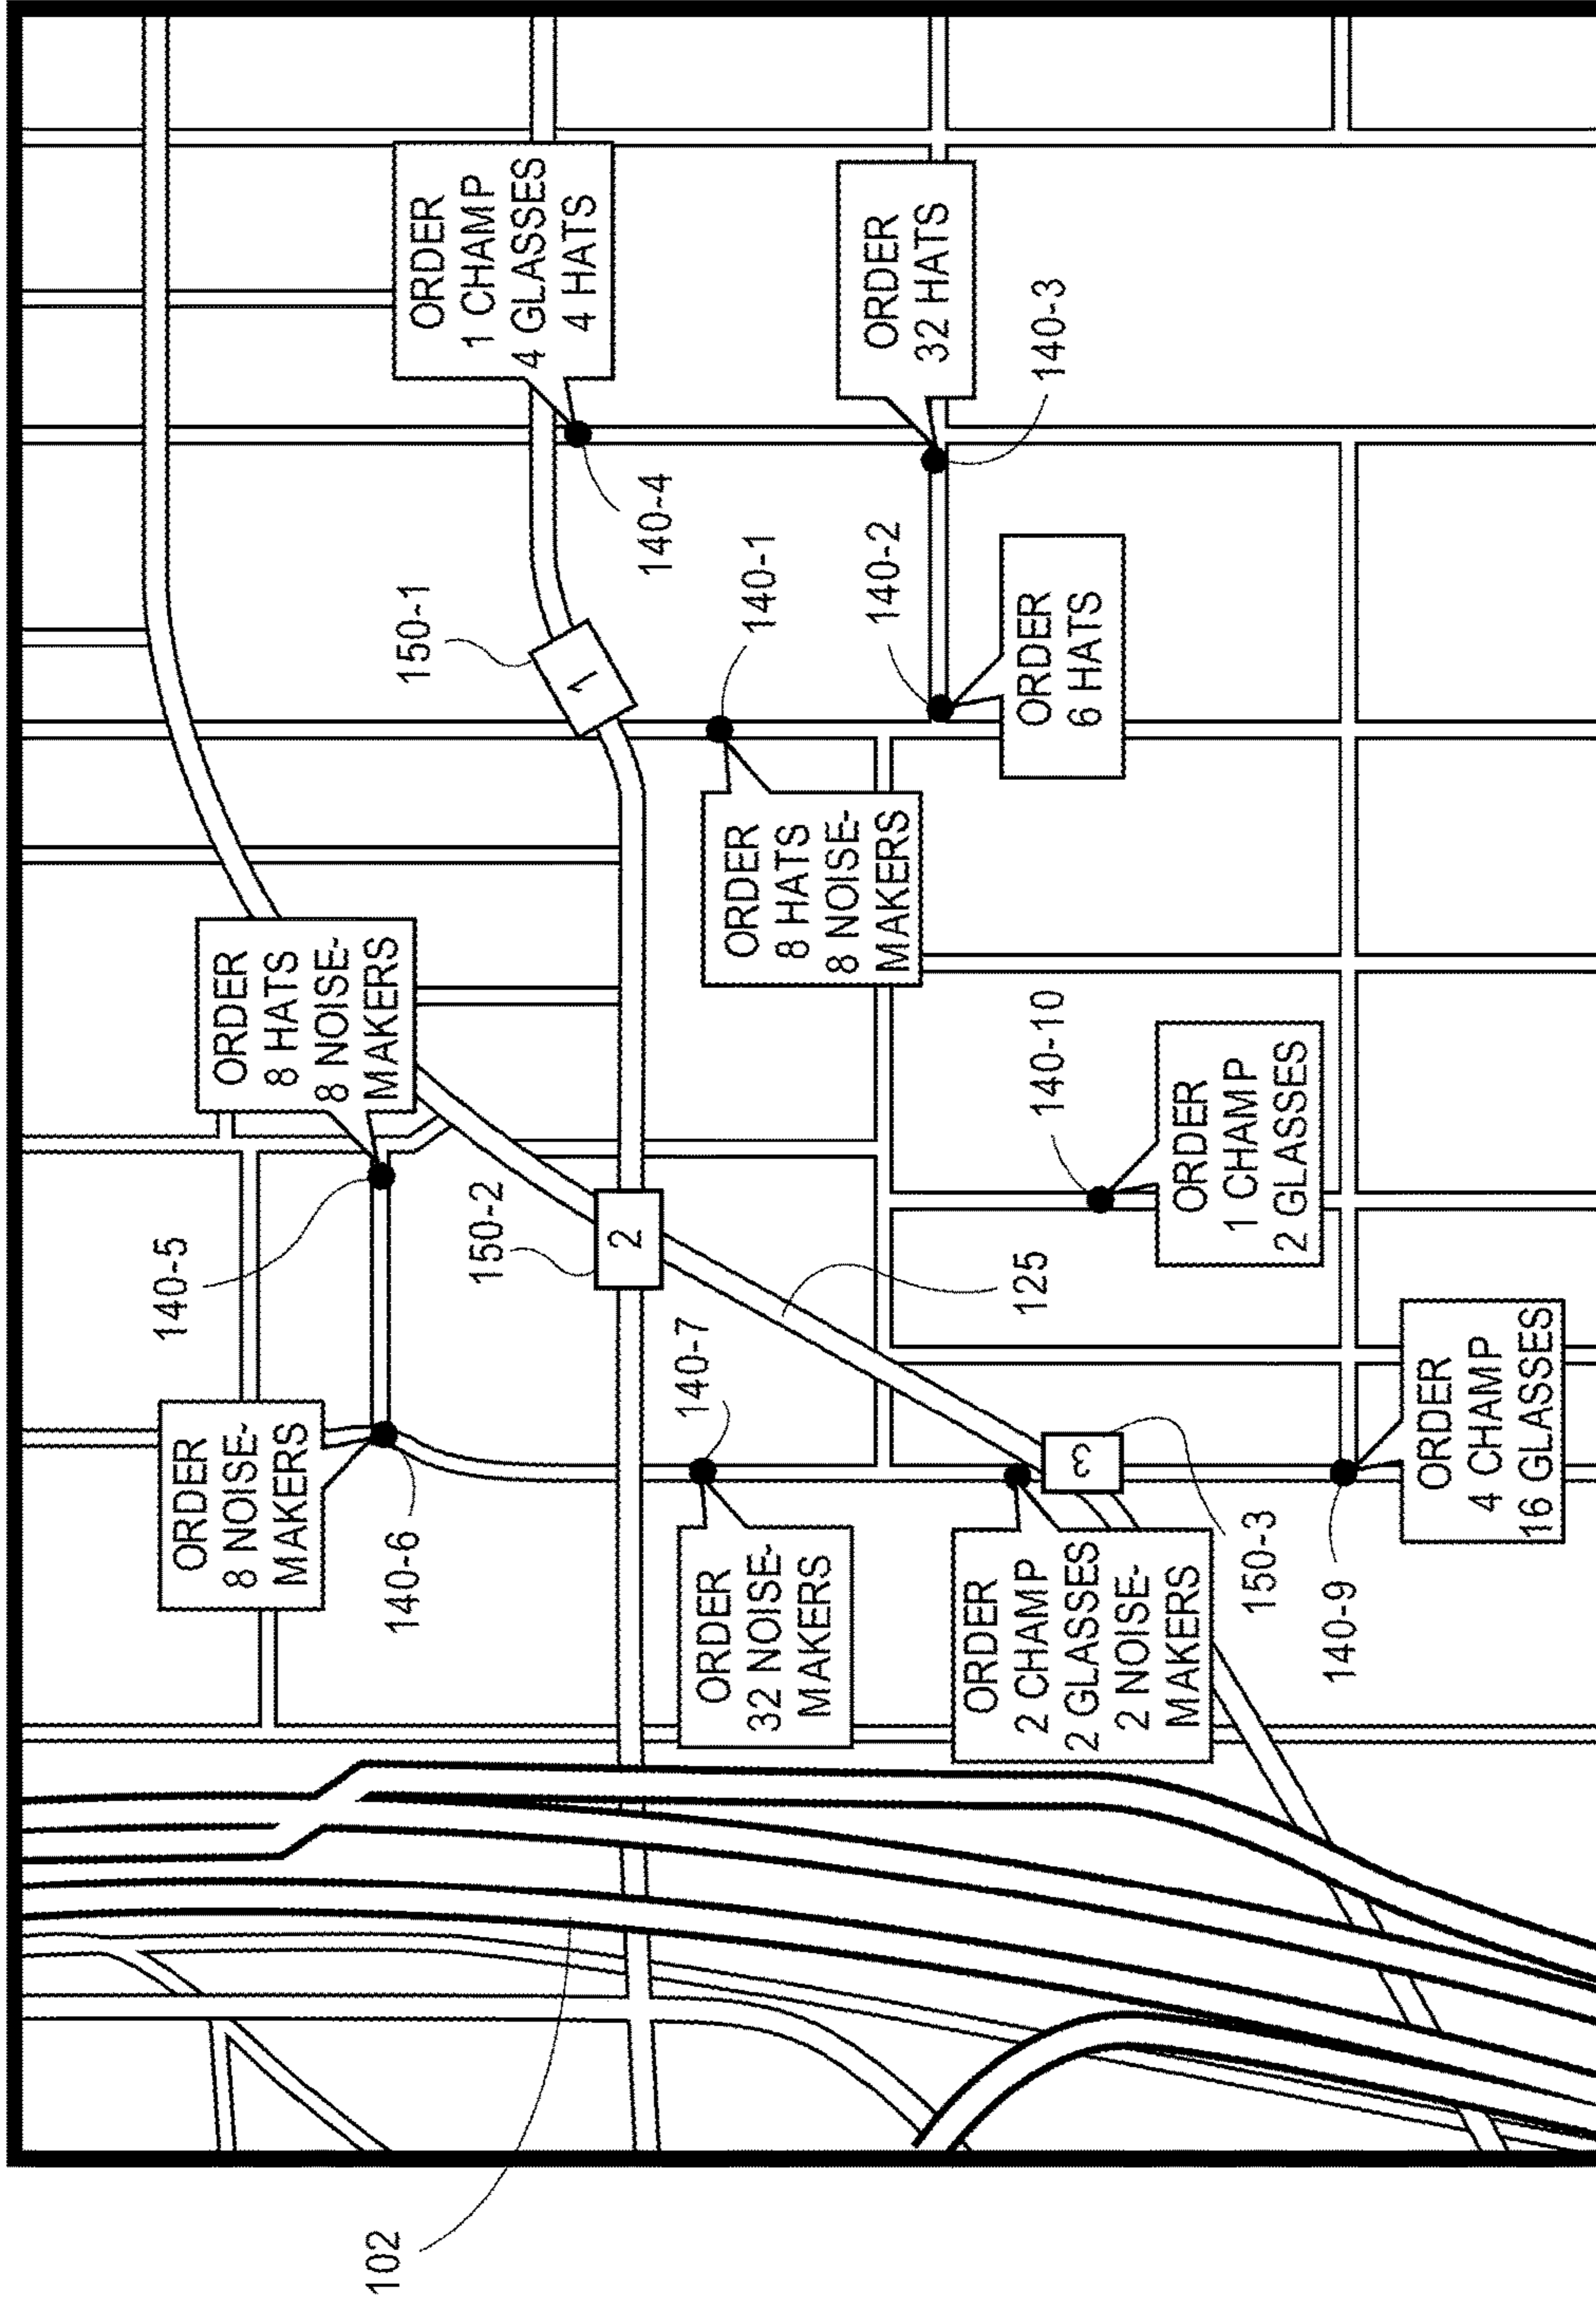 ORDER
8 NOISE-
MAKERS
140-6
140-5
ORDER
8 HATS
8 NOISE-
MAKERS
150-1
ORDER
1 CHAMP
4 GLASSES
4 HATS
140-4
1
150-2
2
140-7
ORDER
32 NOISE-
MAKERS
140-1
ORDER
8 HATS
8 NOISE-
MAKERS
140-2
ORDER
6 HATS
ORDER
32 HATS
140-3
125
140-10
ORDER
1 CHAMP
2 GLASSES
ORDER
2 CHAMP
2 GLASSES
2 NOISE-
MAKERS
3
150-3
140-9
ORDER
4 CHAMP
16 GLASSES
102